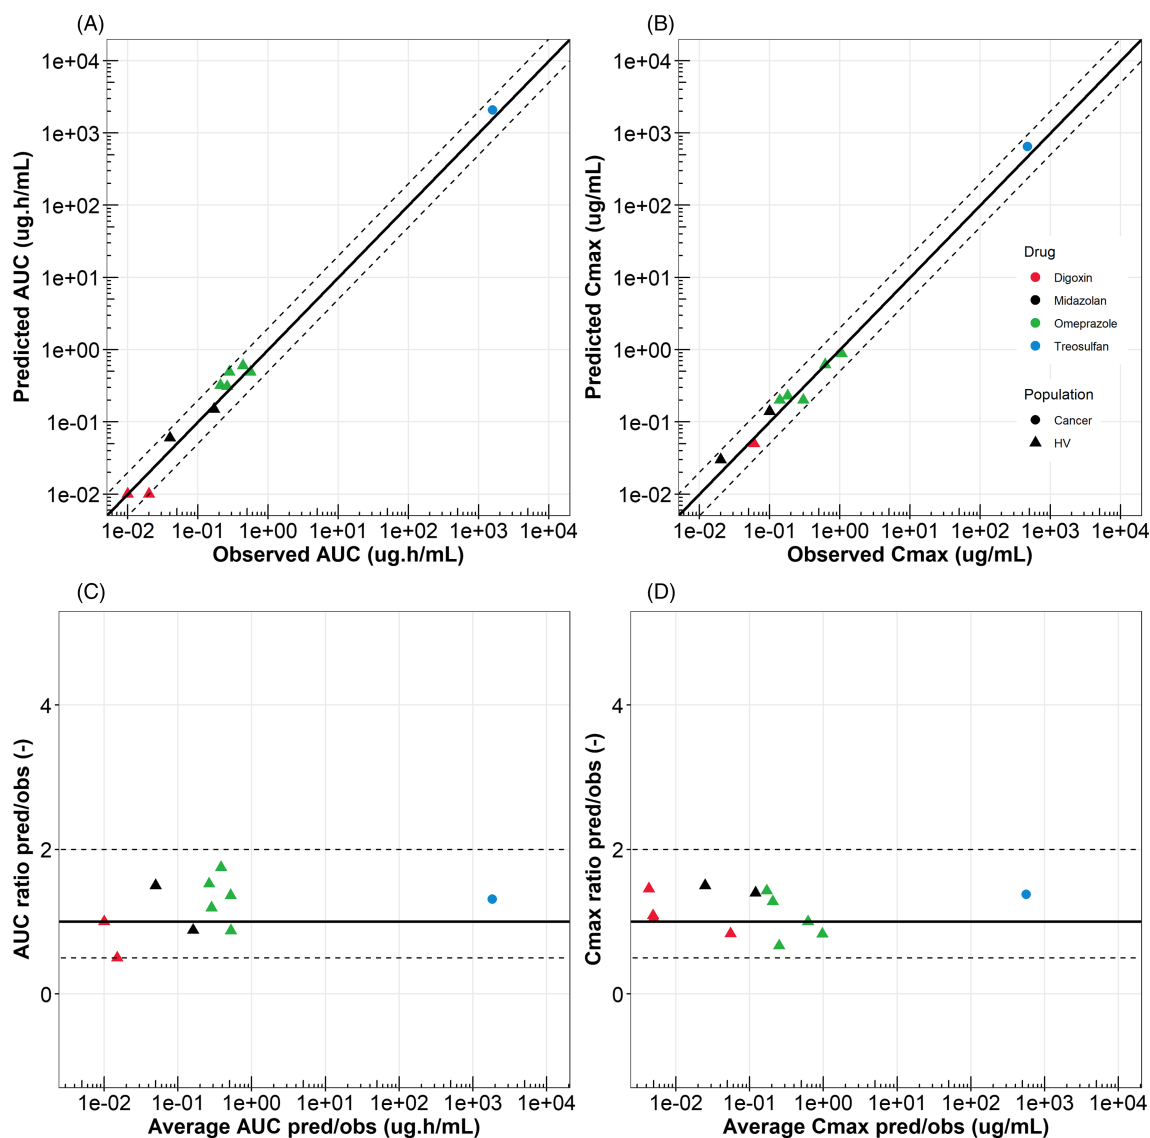 (A)
Predicted AUC (ug.h/mL)
1e+04
1e+03
1e+02
1e+01
1e+00
1e-01
1e-02
1e-02 1e-01 1e+00 1e+01 1e+02 1e+03 1e+04
Observed AUC (ug.h/mL)
(B)
Predicted Cmax (ug/mL)
1e+04
1e+03
1e+02
1e+01
1e+00
1e-01
1e-02
Drug
Digoxin
Midazolan
Omeprazole
Treosulfan
Population
Cancer
HV
1e-02 1e-01 1e+00 1e+01 1e+02 1e+03 1e+04
Observed Cmax (ug/mL)
(C)
AUC ratio pred/obs (-)
4
2
0
1e-02 1e-01 1e+00 1e+01 1e+02 1e+03 1e+04
Average AUC pred/obs (ug.h/mL)
(D)
Cmax ratio pred/obs (-)
4
2
0
1e-02 1e-01 1e+00 1e+01 1e+02 1e+03 1e+04
Average Cmax pred/obs (ug/mL)